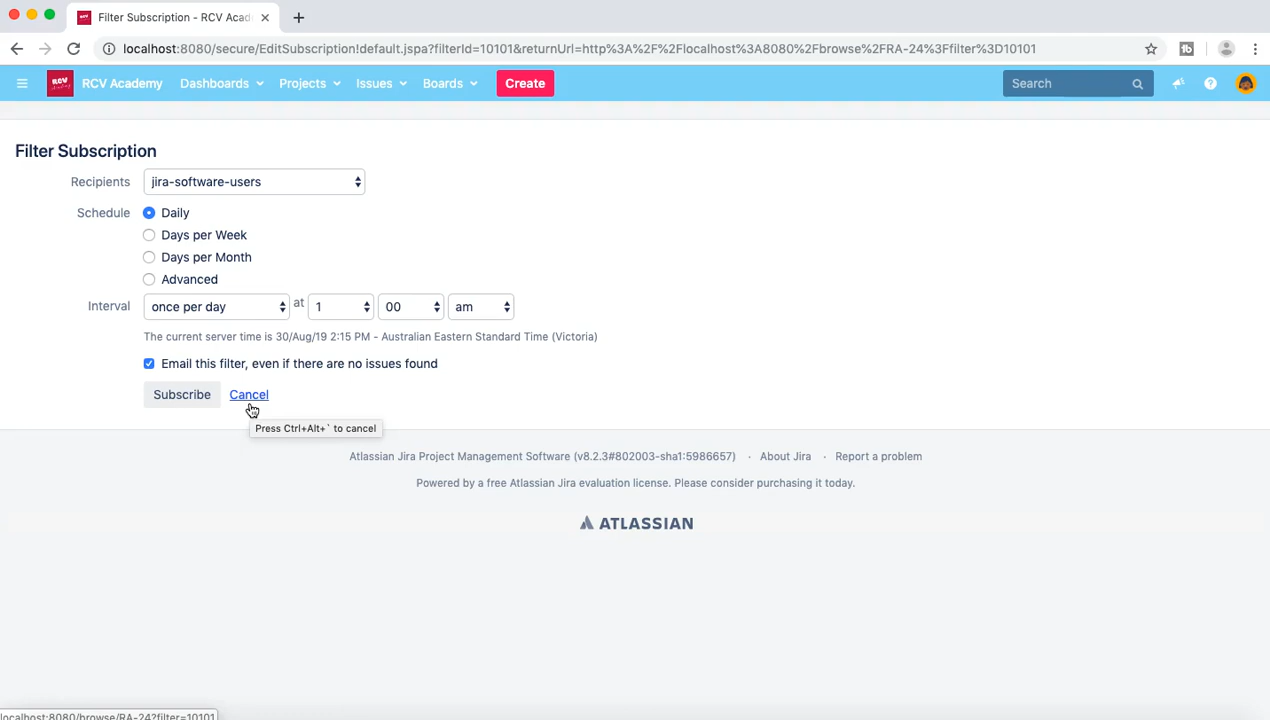 Filter Subscription - RCV Acad
localhost:8080/secure/EditSubscription!default.jspa?filterId=10101&returnUrl=http%3A%2F%2Flocalhost%3A8080%2Fbrowse%2FRA-24%3Ffilter%3D10101
RCV Academy Dashboards Projects Issues Boards Create Search
Filter Subscription
Recipients jira-software-users
Schedule Daily
Days per Week
Days per Month
Advanced
Interval once per day at 1 00 am
The current server time is 30/Aug/19 2:15 PM - Australian Eastern Standard Time (Victoria)
Email this filter, even if there are no issues found
Subscribe Cancel
Press Ctrl+Alt+` to cancel
Atlassian Jira Project Management Software (v8.2.3#802003-sha1:5986657) · About Jira · Report a problem
Powered by a free Atlassian Jira evaluation license. Please consider purchasing it today.
ATLASSIAN
localhost:8080/browse/RA-24?filter=10101